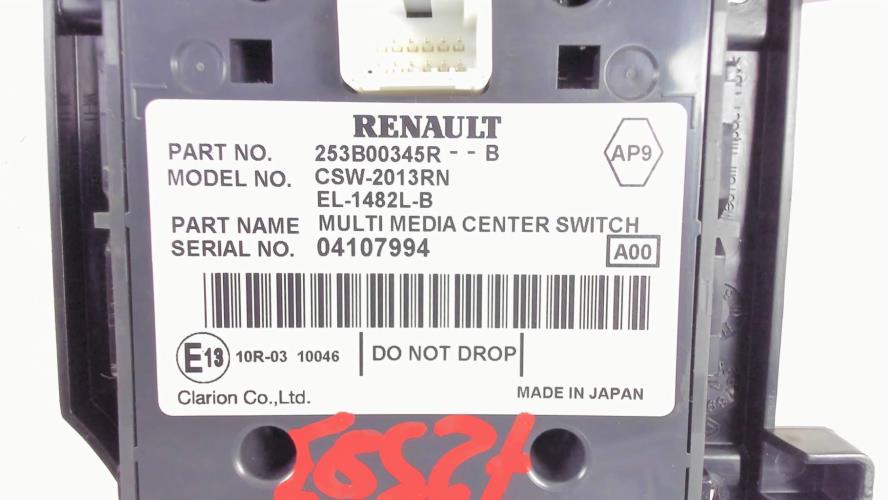 RENAULT
PART NO. 253B00345R - - B
AP9
MODEL NO. CSW-2013RN
EL-1482L-B
PART NAME MULTI MEDIA CENTER SWITCH
SERIAL NO. 04107994
A00
E13 10R-03 10046 DO NOT DROP
Clarion Co.,Ltd. MADE IN JAPAN